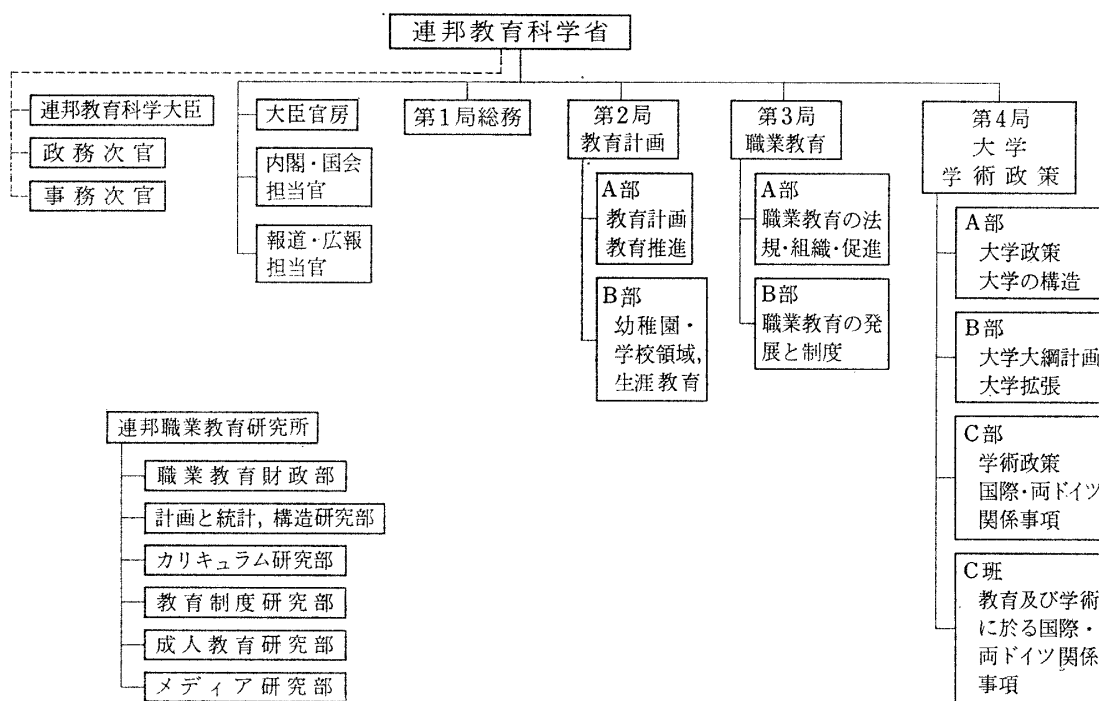 連邦教育科学省
連邦教育科学大臣
政務次官
事務次官
大臣官房
内閣・国会
担当官
報道・広報
担当官
第1局総務
第2局
教育計画
A部
教育計画
教育推進
B部
幼稚園・
学校領域,
生涯教育
第3局
職業教育
A部
職業教育の法
規・組織・促進
B部
職業教育の発
展と制度
第4局
大学
学術政策
A部
大学政策
大学の構造
B部
大学大綱計画
大学拡張
C部
学術政策
国際・両ドイツ
関係事項
C班
教育及び学術
に於る国際・
両ドイツ関係
事項
連邦職業教育研究所
職業教育財政部
計画と統計, 構造研究部
カリキュラム研究部
教育制度研究部
成人教育研究部
メディア研究部